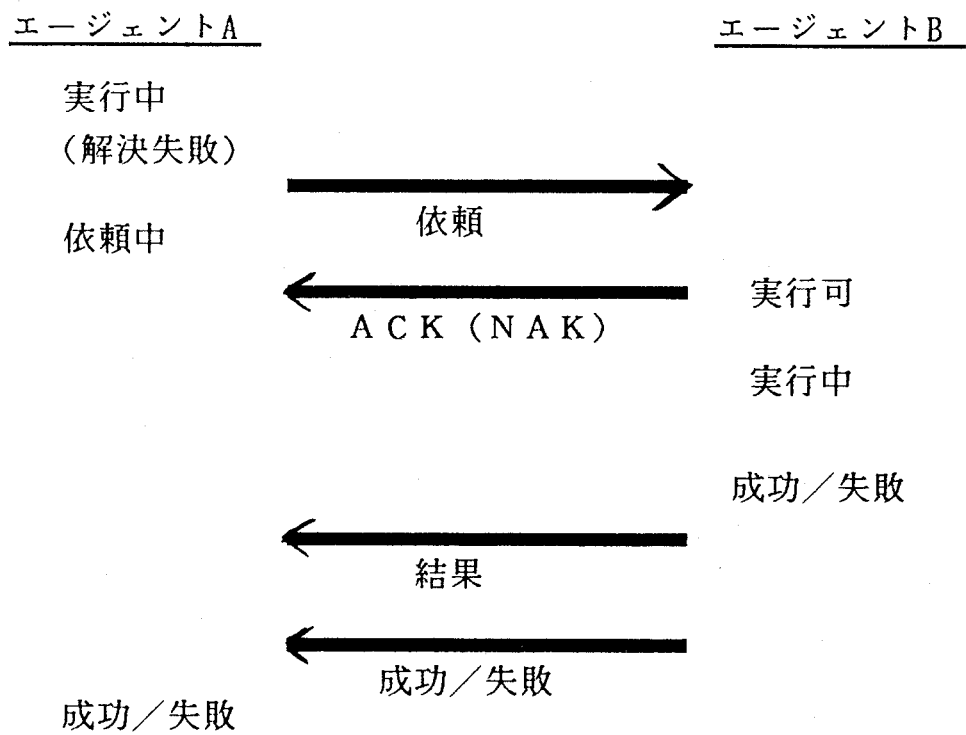 エージェントA
エージェントB
実行中
(解決失敗)
依頼
依頼中
実行可
ACK(NAK)
実行中
成功/失敗
結果
成功/失敗
成功/失敗